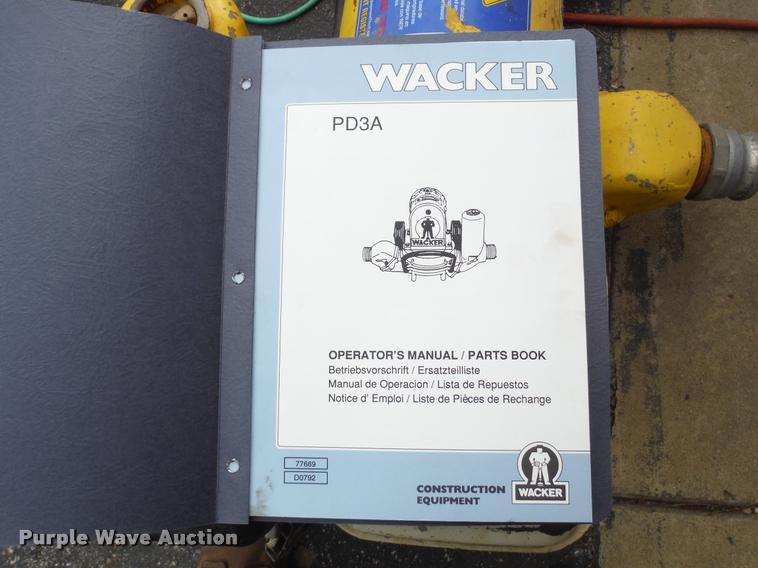 WACKER
PD3A
WACKER
OPERATOR'S MANUAL / PARTS BOOK
Betriebsvorschrift / Ersatzteilliste
Manual de Operacion / Lista de Repuestos
Notice d' Emploi / Liste de Pièces de Rechange
77669
D0792
CONSTRUCTION
EQUIPMENT
WACKER
Purple Wave Auction